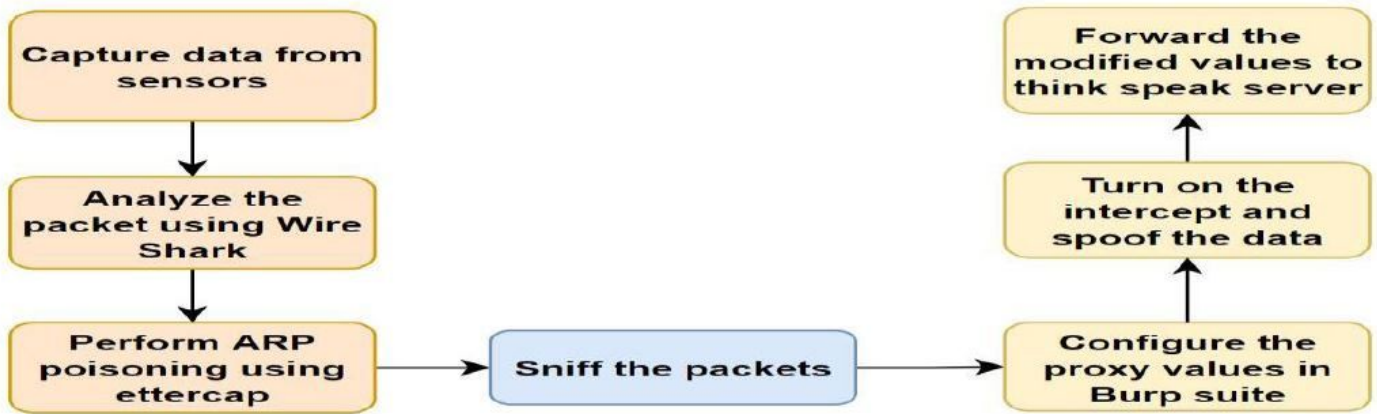 Capture data from
sensors
Analyze the
packet using Wire
Shark
Perform ARP
poisoning using
ettercap
Sniff the packets
Configure the
proxy values in
Burp suite
Turn on the
intercept and
spoof the data
Forward the
modified values to
think speak server